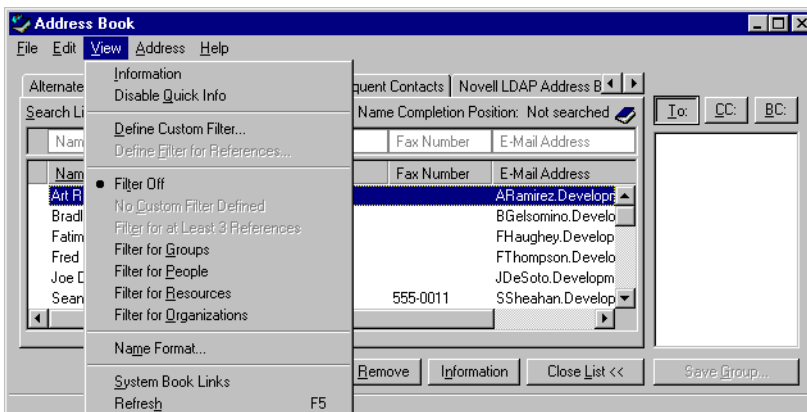 Address Book
File Edit View Address Help
Information
Disable Quick Info
Define Custom Filter...
Define Filter for References...
Filter Off
No Custom Filter Defined
Filter for at Least 3 References
Filter for Groups
Filter for People
Filter for Resources
Filter for Organizations
Name Format...
System Book Links
Refresh F5
Alternate quent Contacts Novell LDAP Address B
Search Li Name Completion Position: Not searched
Nam Fax Number E-Mail Address
Nam Fax Number E-Mail Address
Art R ARamirez.Developm
Bradl BGelsomino.Develo
Fatim FHaughey.Develop
Fred FThompson.Develo
Joe D JDeSoto.Developm
Sean 555-0011 SSheahan.Develop
To: CC: BC:
Remove Information Close List << Save Group...